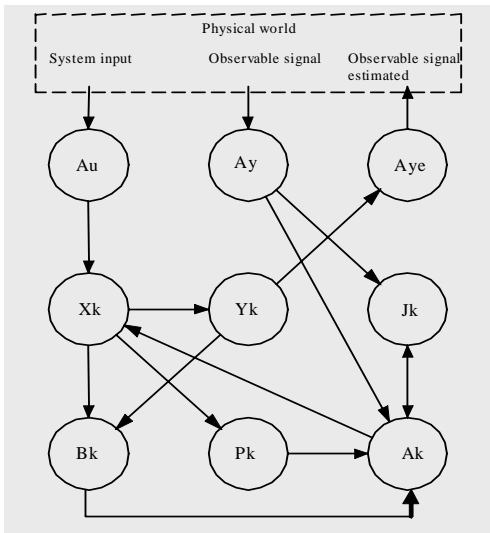 Physical world
System input
Observable signal
Observable signal
estimated
Au
Ay
Aye
Xk
Yk
Jk
Bk
Pk
Ak